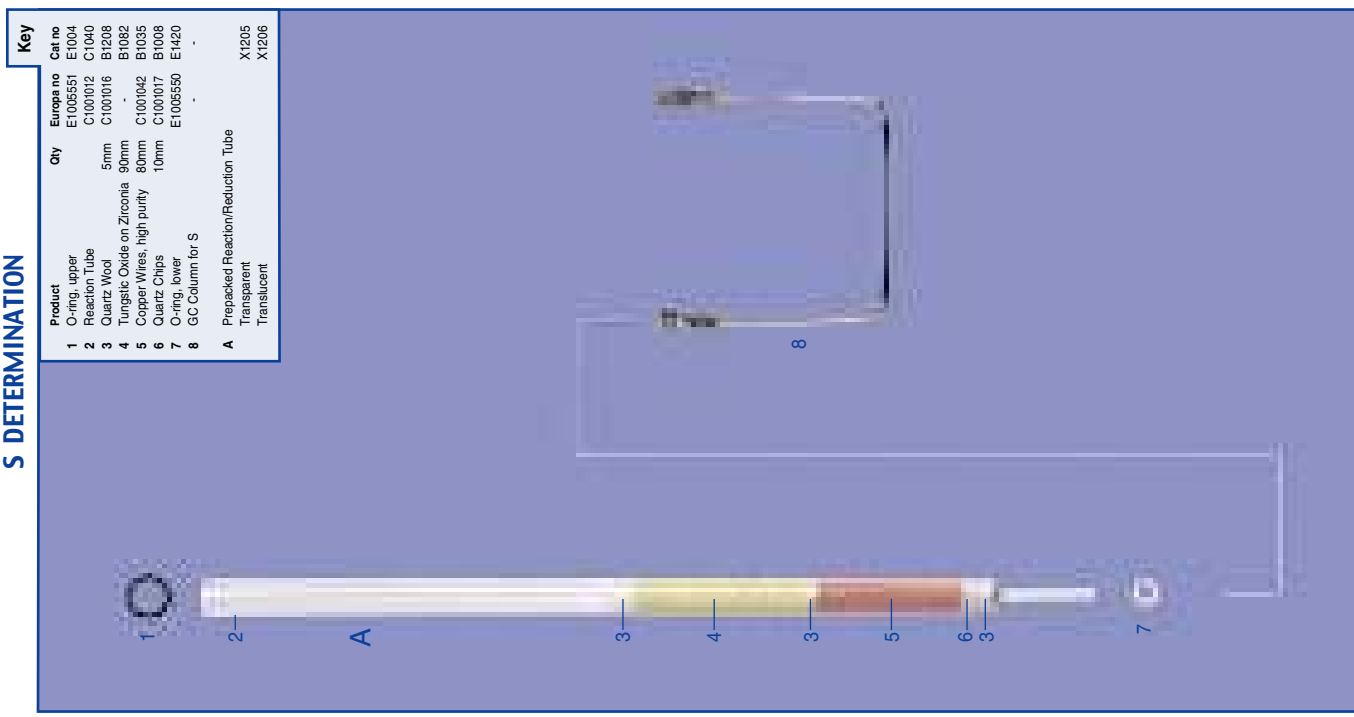 S DETERMINATION
Key
Product Qty Europa no Cat no
1 O-ring, upper E1005551 E1004
2 Reaction Tube C1001012 C1040
3 Quartz Wool 5mm C1001016 B1208
4 Tungstic Oxide on Zirconia 90mm - B1082
5 Copper Wires, high purity 80mm C1001042 B1035
6 Quartz Chips 10mm C1001017 B1008
7 O-ring, lower E1005550 E1420
8 GC Column for S - -
A Prepacked Reaction/Reduction Tube
Transparent X1205
Translucent X1206
1
2
A
3
4
3
5
6
3
7
8